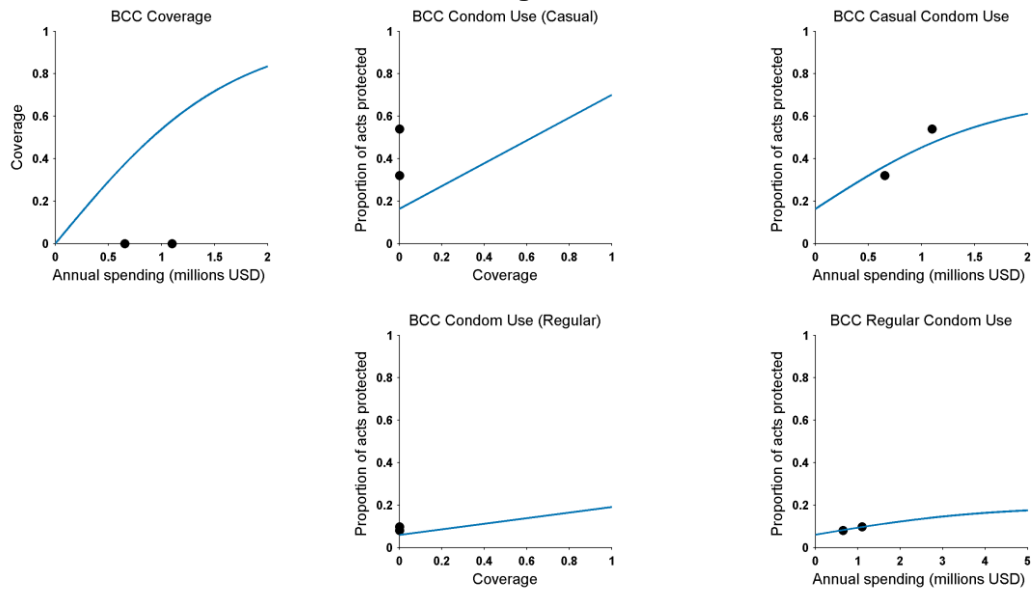 BCC Coverage
1
0.8
0.6
0.4
0.2
0
Coverage
0 0.5 1 1.5 2
Annual spending (millions USD)
BCC Condom Use (Casual)
1
0.8
0.6
0.4
0.2
0
Proportion of acts protected
0 0.2 0.4 0.6 0.8 1
Coverage
BCC Casual Condom Use
1
0.8
0.6
0.4
0.2
0
Proportion of acts protected
0 0.5 1 1.5 2
Annual spending (millions USD)
BCC Condom Use (Regular)
1
0.8
0.6
0.4
0.2
0
Proportion of acts protected
0 0.2 0.4 0.6 0.8 1
Coverage
BCC Regular Condom Use
1
0.8
0.6
0.4
0.2
0
Proportion of acts protected
0 1 2 3 4 5
Annual spending (millions USD)